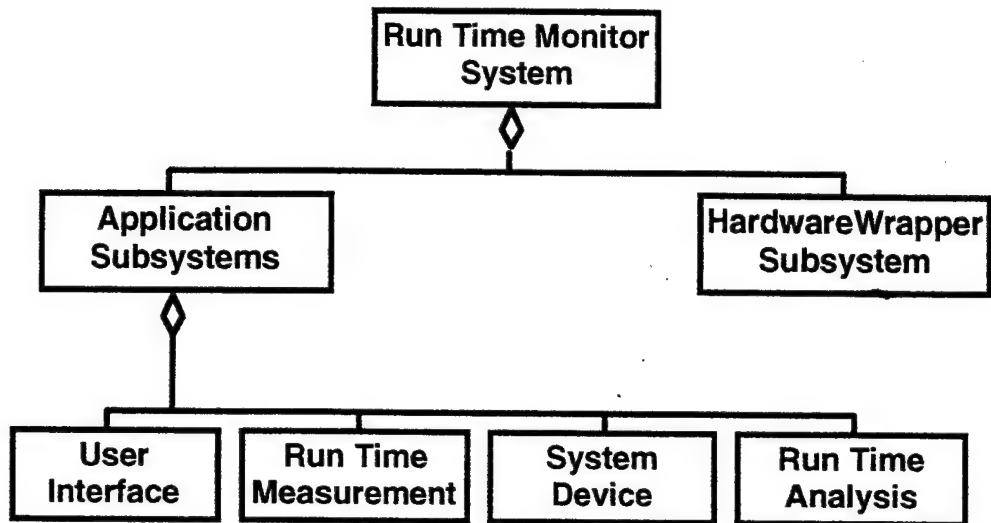 Run Time Monitor
System
Application
Subsystems
HardwareWrapper
Subsystem
User
Interface
Run Time
Measurement
System
Device
Run Time
Analysis